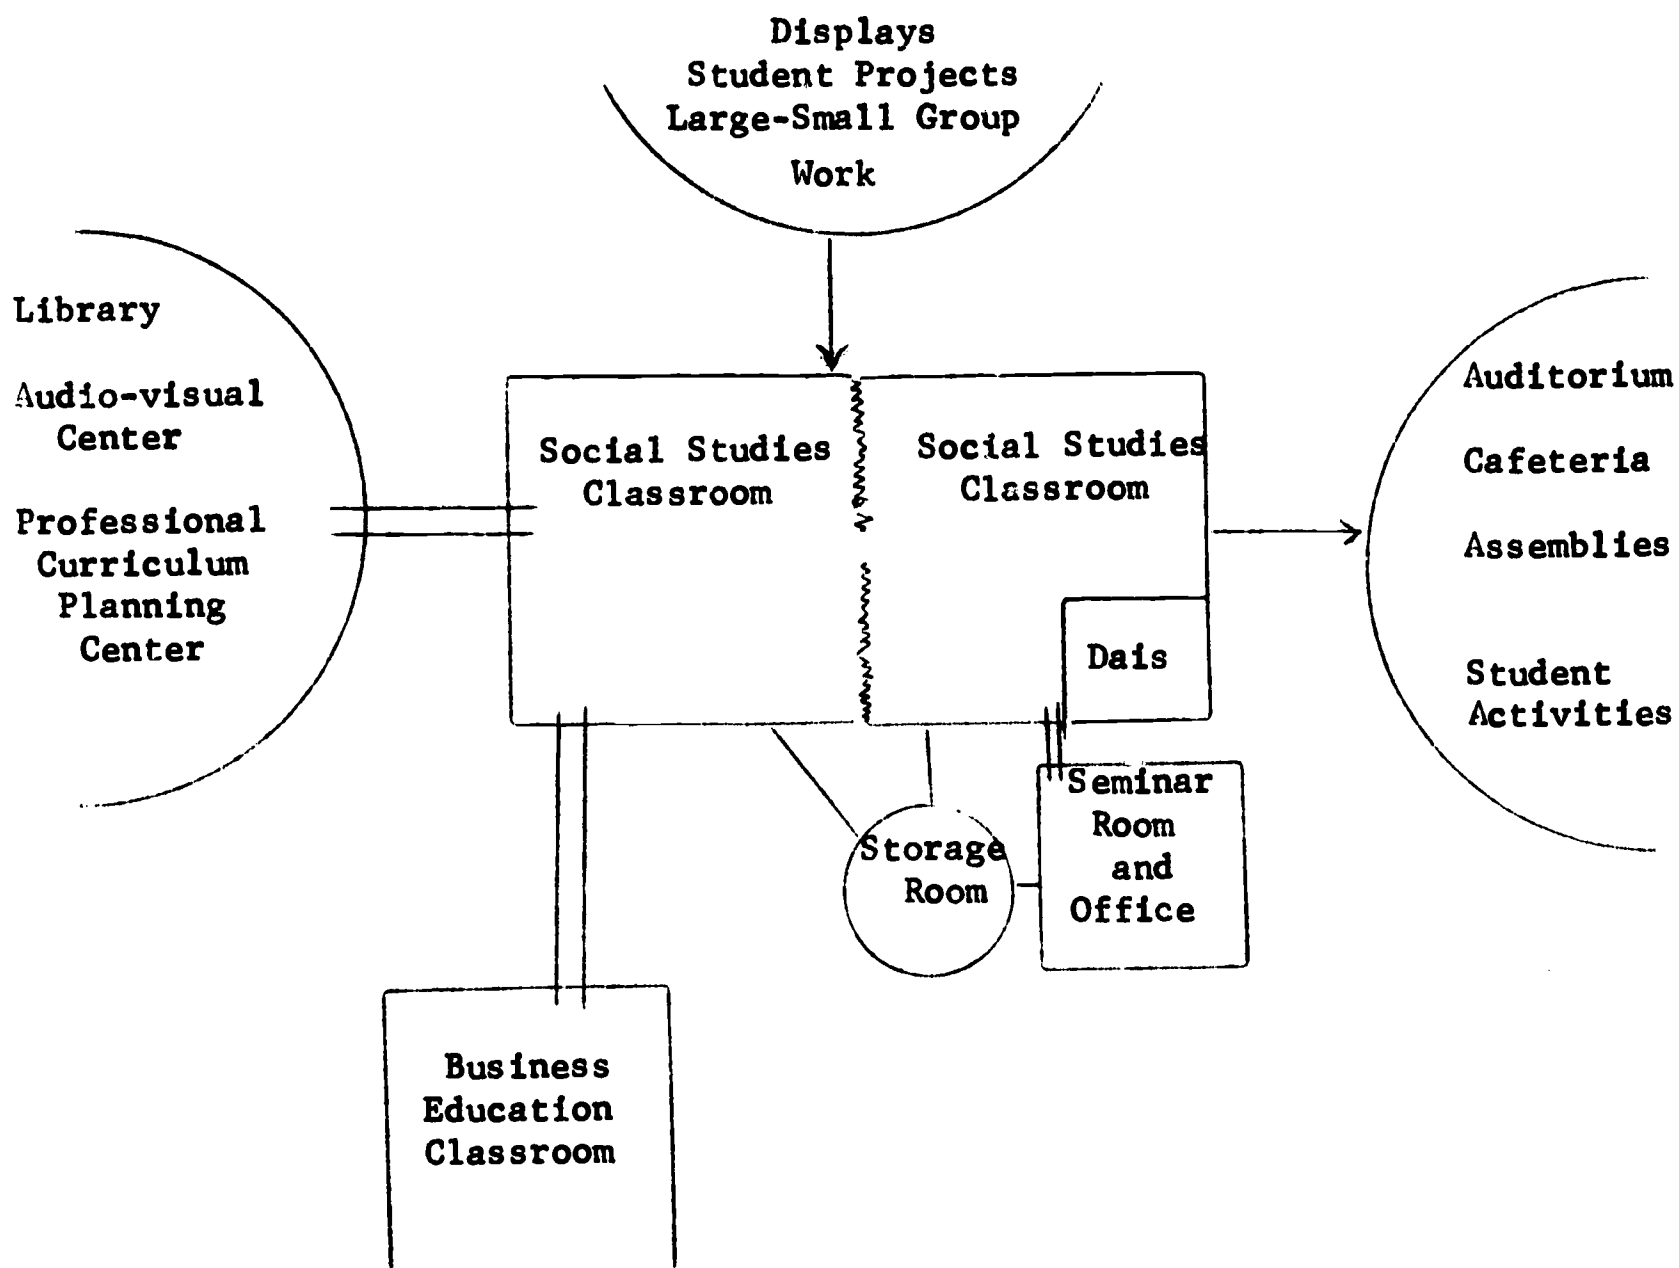 Displays
Student Projects
Large-Small Group
Work
Library
Audio-visual
Center
Professional
Curriculum
Planning
Center
Social Studies
Classroom
Social Studies
Classroom
Dais
Auditorium
Cafeteria
Assemblies
Student
Activities
Storage
Room
Seminar
Room
and
Office
Business
Education
Classroom